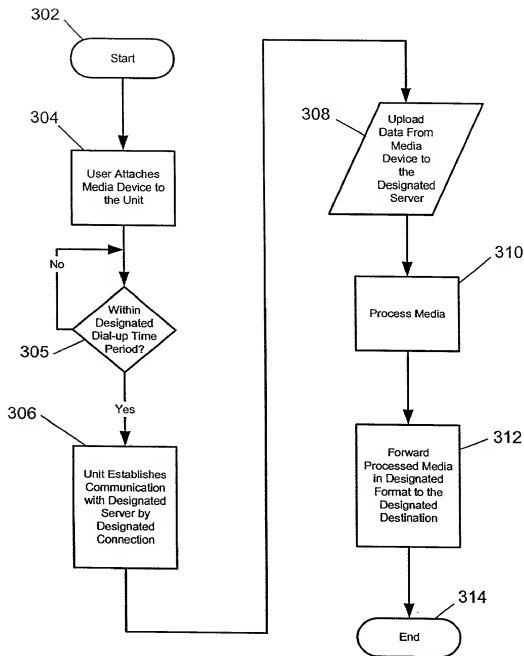 302
Start
304
User Attaches
Media Device to
the Unit
No
Within
Designated
Dial-up Time
Period?
305
Yes
306
Unit Establishes
Communication
with Designated
Server by
Designated
Connection
308
Upload
Data From
Media
Device to
the
Designated
Server
310
Process Media
312
Forward
Processed Media
in Designated
Format to the
Designated
Destination
314
End